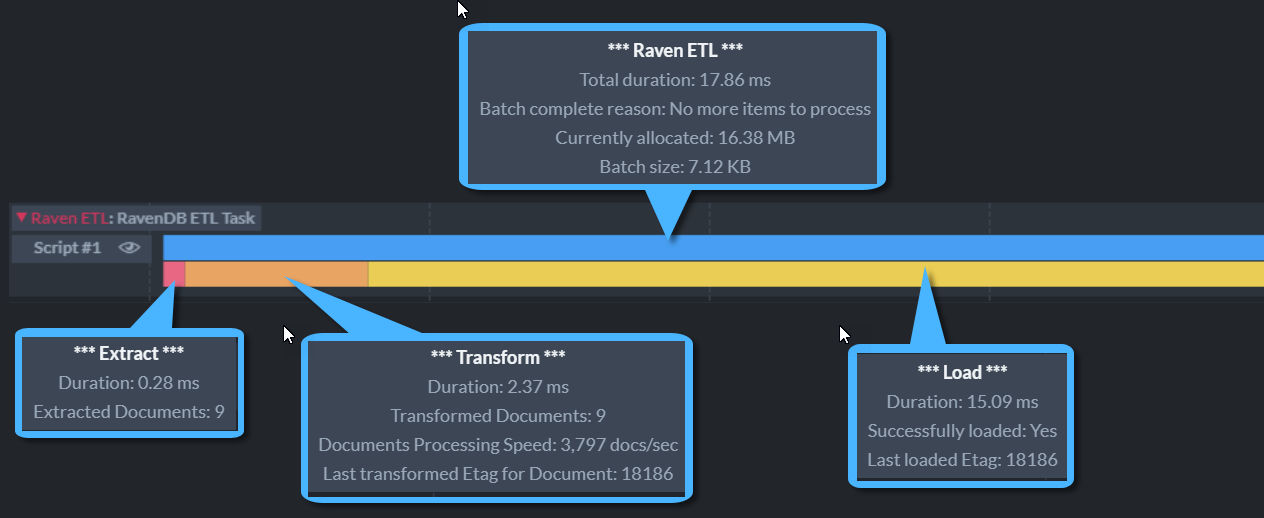 *** Raven ETL ***
Total duration: 17.86 ms
Batch complete reason: No more items to process
Currently allocated: 16.38 MB
Batch size: 7.12 KB
Raven ETL: RavenDB ETL Task
Script #1
*** Extract ***
Duration: 0.28 ms
Extracted Documents: 9
*** Transform ***
Duration: 2.37 ms
Transformed Documents: 9
Documents Processing Speed: 3,797 docs/sec
Last transformed Etag for Document: 18186
*** Load ***
Duration: 15.09 ms
Successfully loaded: Yes
Last loaded Etag: 18186